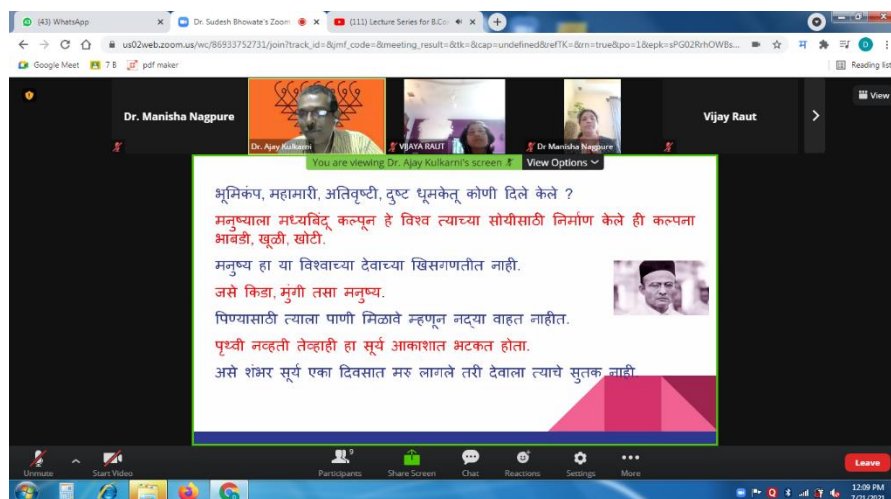 (43) WhatsApp
Dr. Sudesh Bhowate's Zoom
(111) Lecture Series for B.Com
us02web.zoom.us/wc/86933752731/join?track_id=&jmf_code=&meeting_result=&tk=&cap=undefined&refTK=&rn=true&po=1&epk=sPG02RrhOWBs...
Google Meet
7 B
pdf maker
Reading list
View
Dr. Manisha Nagpure
Dr. Ajay Kulkarni
VIJAYA RAUT
Dr Manisha Nagpure
Vijay Raut
You are viewing Dr. Ajay Kulkarni's screen
View Options
भूमिकंप, महामारी, अतिवृष्टी, दुष्ट धूमकेतू कोणी दिले केले ?
मनुष्याला मध्यबिंदू कल्पून हे विश्व त्याच्या सोयीसाठी निर्माण केले ही कल्पना
भाबडी, खूळी, खोटी.
मनुष्य हा या विश्वाच्या देवाच्या खिसगणतीत नाही.
जसे किडा, मुंगी तसा मनुष्य.
पिण्यासाठी त्याला पाणी मिळावे म्हणून नद्या वाहत नाहीत.
पृथ्वी नव्हती तेव्हाही हा सूर्य आकाशात भटकत होता.
असे शंभर सूर्य एका दिवसात मरु लागले तरी देवाला त्याचे सुतक नाही.
Unmute
Start Video
9
Participants
Share Screen
Chat
Reactions
Settings
More
Leave
12:09 PM
7/21/2021